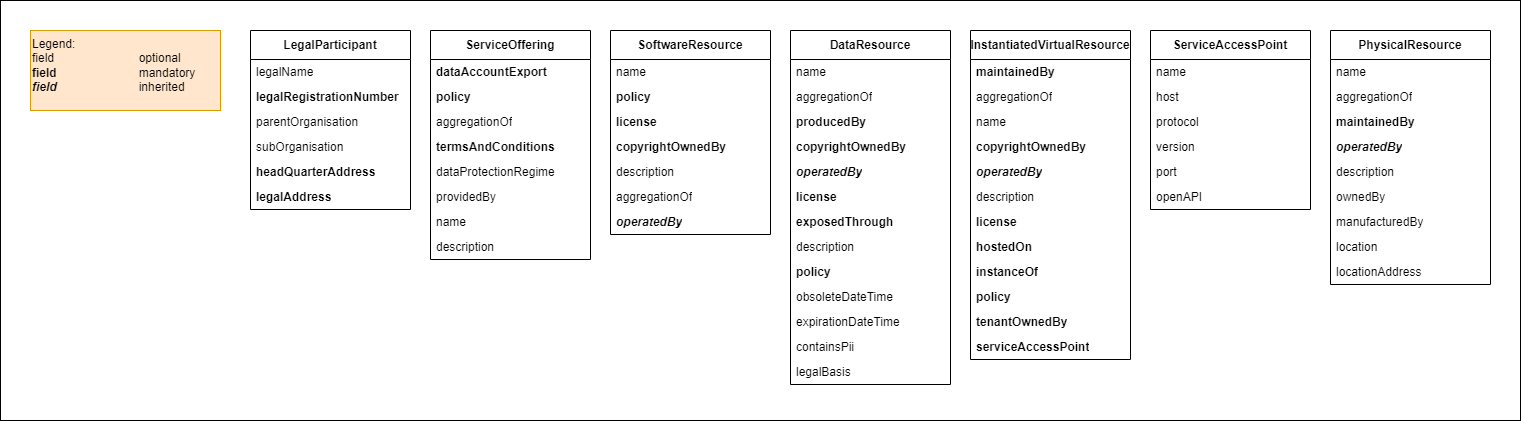 Legend:
field optional
field mandatory
field inherited
LegalParticipant
legalName
legalRegistrationNumber
parentOrganisation
subOrganisation
headQuarterAddress
legalAddress
ServiceOffering
dataAccountExport
policy
aggregationOf
termsAndConditions
dataProtectionRegime
providedBy
name
description
SoftwareResource
name
policy
license
copyrightOwnedBy
description
aggregationOf
operatedBy
DataResource
name
aggregationOf
producedBy
copyrightOwnedBy
operatedBy
license
exposedThrough
description
policy
obsoleteDateTime
expirationDateTime
containsPii
legalBasis
InstantiatedVirtualResource
maintainedBy
aggregationOf
name
copyrightOwnedBy
operatedBy
description
license
hostedOn
instanceOf
policy
tenantOwnedBy
serviceAccessPoint
ServiceAccessPoint
name
host
protocol
version
port
openAPI
PhysicalResource
name
aggregationOf
maintainedBy
operatedBy
description
ownedBy
manufacturedBy
location
locationAddress